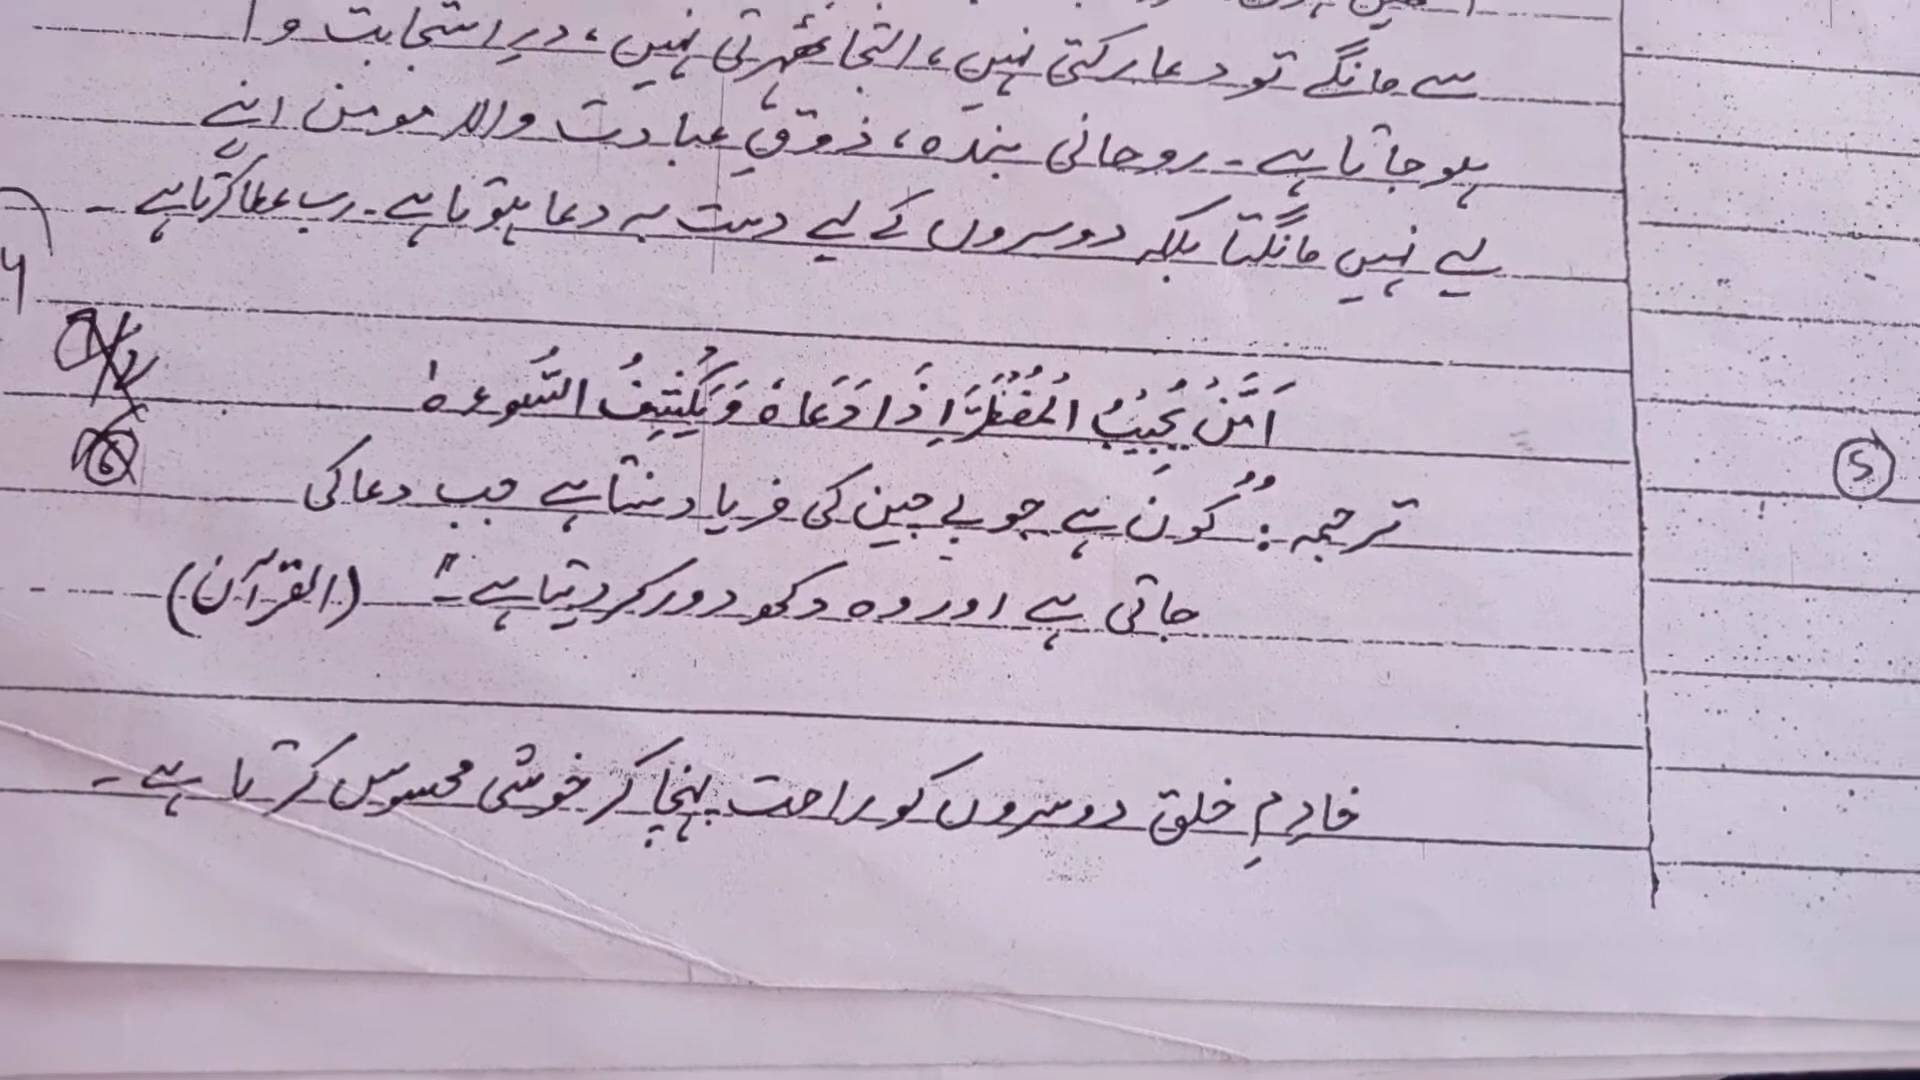 سے مانگے تو دعا رکتی نہیں، التجا ٹھہرتی نہیں، درِ استجابت وا
ہو جاتا ہے۔ روحانی بندہ، ذوقِ عبادت والا مومن اپنے
لیے نہیں مانگتا بلکہ دوسروں کے لیے دست بہ دعا ہوتا ہے۔ رب عطا کرتا ہے۔
اَمَّنْ يُّجِيْبُ الْمُضْطَرَّ اِذَا دَعَاهُ وَيَكْشِفُ السُّوءَ ہ
ترجمہ: "کون ہے جو بے چین کی فریاد سنتا ہے جب دعا کی
جاتی ہے اور وہ دکھ دور کر دیتا ہے۔" (القرآن)
5
خادمِ خلق دوسروں کو راحت پہنچا کر خوشی محسوس کرتا ہے۔